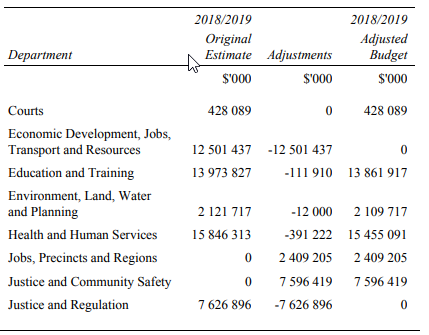 2018/2019 2018/2019
Original Adjusted
Department Estimate Adjustments Budget
$'000 $'000 $'000
Courts 428 089 0 428 089
Economic Development, Jobs,
Transport and Resources 12 501 437 -12 501 437 0
Education and Training 13 973 827 -111 910 13 861 917
Environment, Land, Water
and Planning 2 121 717 -12 000 2 109 717
Health and Human Services 15 846 313 -391 222 15 455 091
Jobs, Precincts and Regions 0 2 409 205 2 409 205
Justice and Community Safety 0 7 596 419 7 596 419
Justice and Regulation 7 626 896 -7 626 896 0